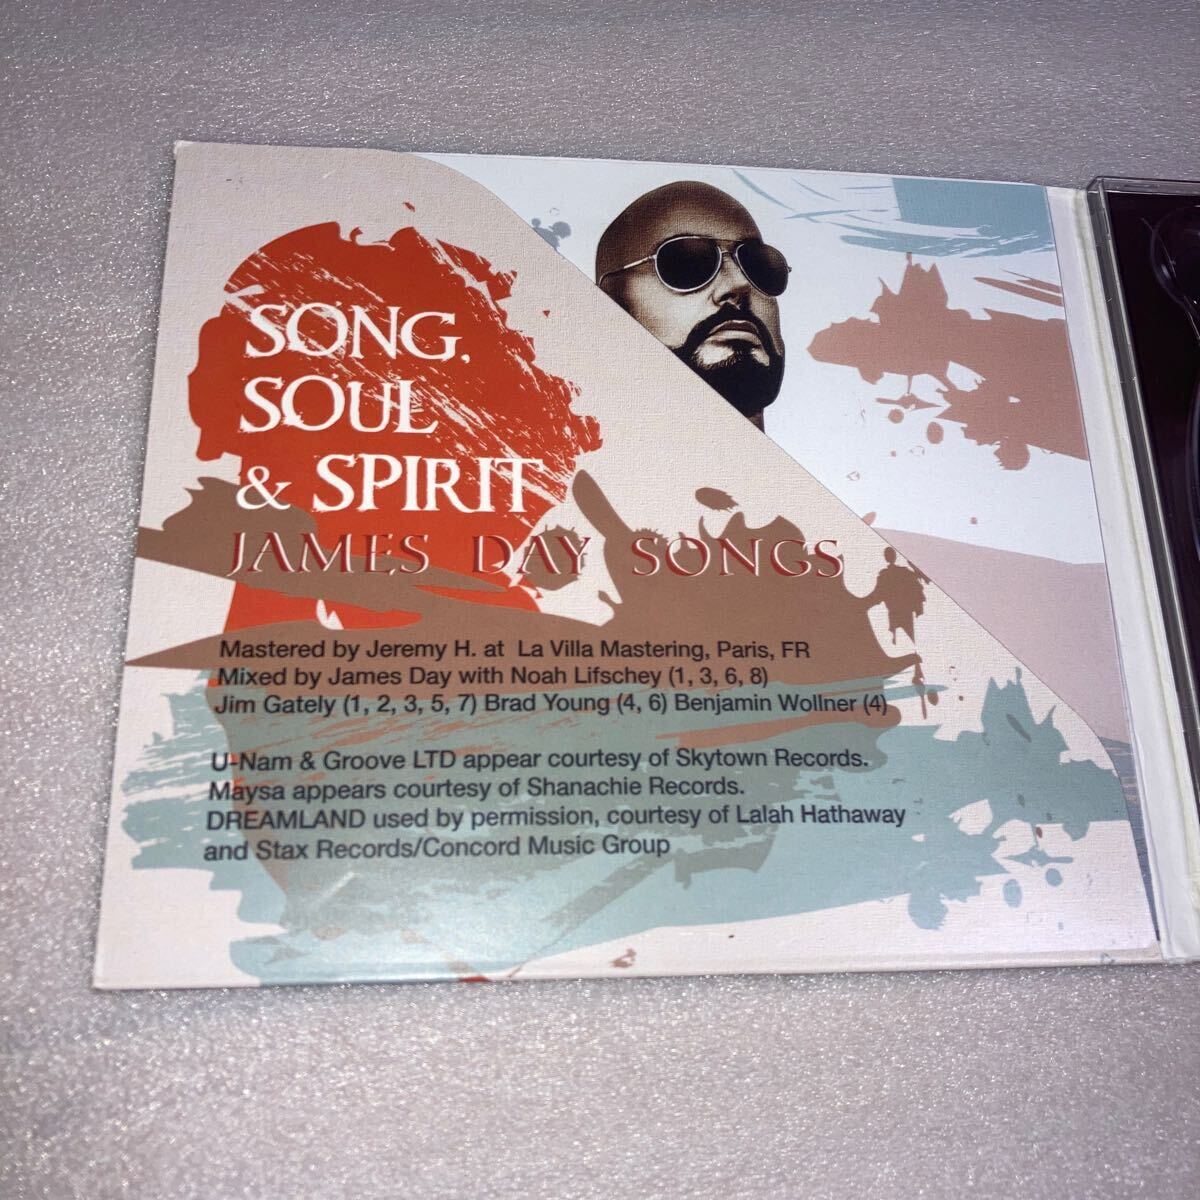 SONG,
SOUL
& SPIRIT
JAMES DAY SONGS
Mastered by Jeremy H. at La Villa Mastering, Paris, FR
Mixed by James Day with Noah Lifschey (1, 3, 6, 8)
Jim Gately (1, 2, 3, 5, 7) Brad Young (4, 6) Benjamin Wollner (4)
U-Nam & Groove LTD appear courtesy of Skytown Records.
Maysa appears courtesy of Shanachie Records.
DREAMLAND used by permission, courtesy of Lalah Hathaway
and Stax Records/Concord Music Group